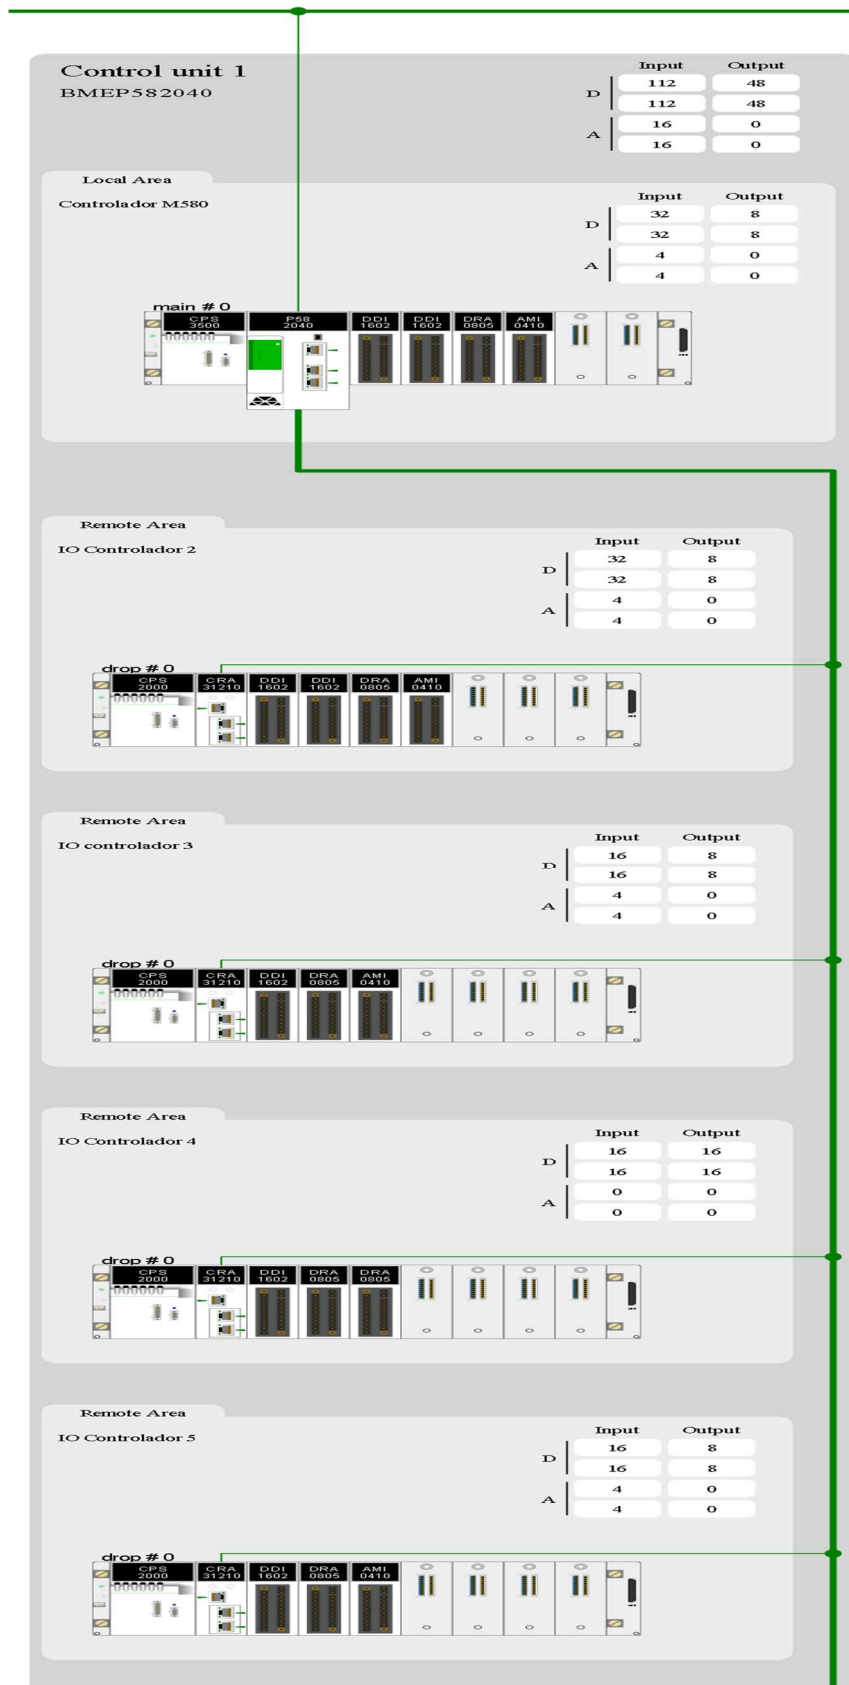 Control unit 1
BMEP582040
Input Output
D
112 48
112 48
A
16 0
16 0
Local Area
Controlador M580
Input Output
D
32 8
32 8
A
4 0
4 0
main # 0
CPS 3500 P58 2040 DDI 1602 DDI 1602 DRA 0805 AMI 0410
Remote Area
IO Controlador 2
Input Output
D
32 8
32 8
A
4 0
4 0
drop # 0
CPS 2000 CRA 31210 DDI 1602 DDI 1602 DRA 0805 AMI 0410
Remote Area
IO controlador 3
Input Output
D
16 8
16 8
A
4 0
4 0
drop # 0
CPS 2000 CRA 31210 DDI 1602 DRA 0805 AMI 0410
Remote Area
IO Controlador 4
Input Output
D
16 16
16 16
A
0 0
0 0
drop # 0
CPS 2000 CRA 31210 DDI 1602 DRA 0805 DRA 0805
Remote Area
IO Controlador 5
Input Output
D
16 8
16 8
A
4 0
4 0
drop # 0
CPS 2000 CRA 31210 DDI 1602 DRA 0805 AMI 0410